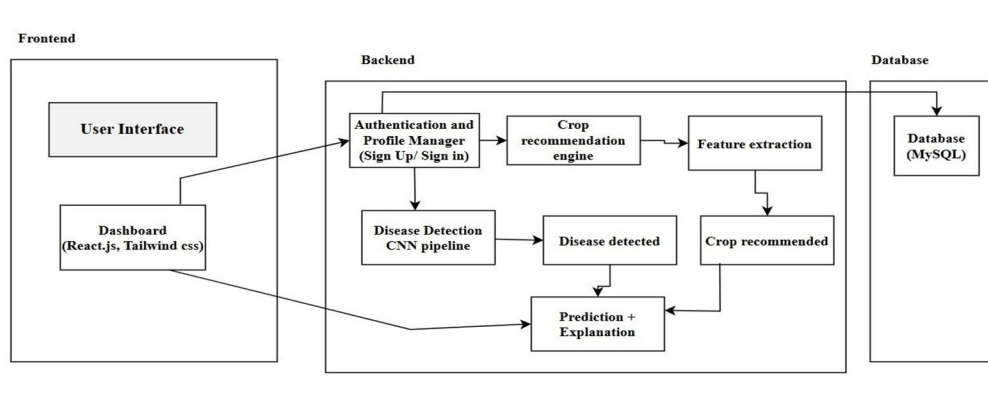 Frontend
Backend
Database
User Interface
Dashboard
(React.js, Tailwind css)
Authentication and
Profile Manager
(Sign Up/ Sign in)
Crop
recommendation
engine
Feature extraction
Disease Detection
CNN pipeline
Disease detected
Crop recommended
Prediction +
Explanation
Database
(MySQL)